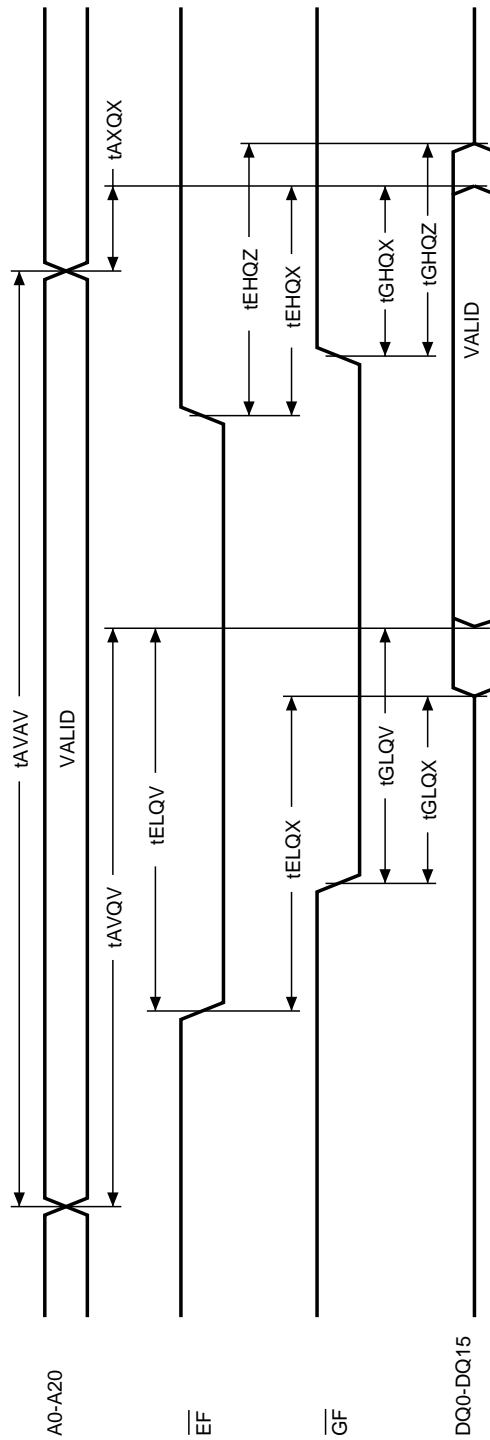 tAVAV
A0-A20
VALID
tAVQV
tAXQX
tELQV
EF
tEHQZ
tELQX
tEHQX
GF
tGLQV
tGHQX
tGLQX
tGHQZ
DQ0-DQ15
VALID